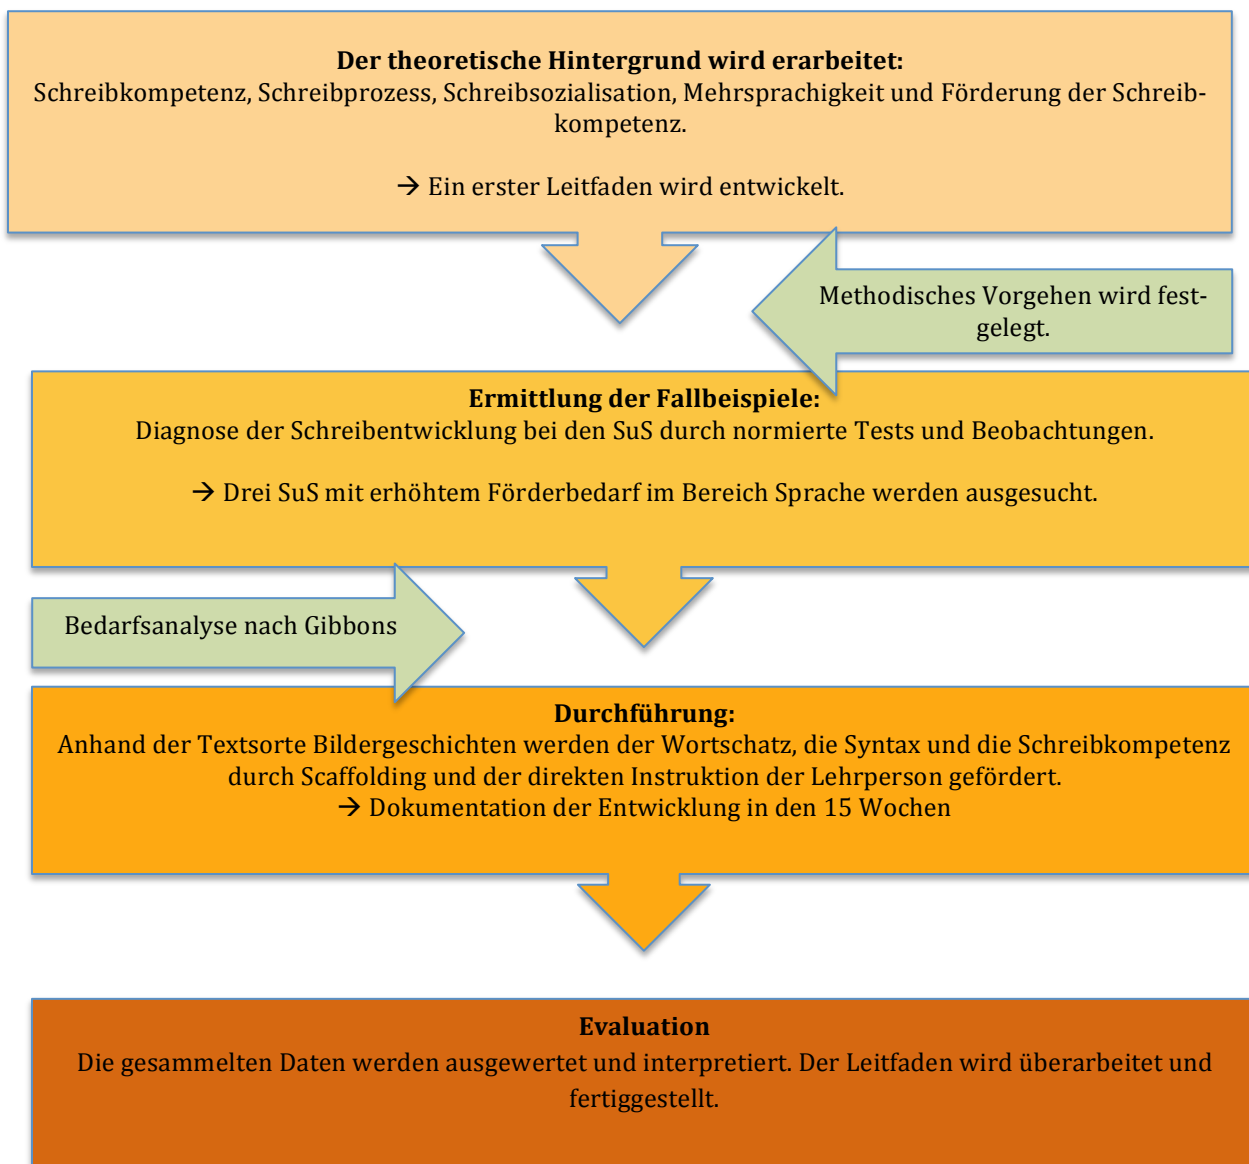 Der theoretische Hintergrund wird erarbeitet:
Schreibkompetenz, Schreibprozess, Schreibsozialisation, Mehrsprachigkeit und Förderung der Schreib-
kompetenz.
→ Ein erster Leitfaden wird entwickelt.
Methodisches Vorgehen wird fest-
gelegt.
Ermittlung der Fallbeispiele:
Diagnose der Schreibentwicklung bei den SuS durch normierte Tests und Beobachtungen.
→ Drei SuS mit erhöhtem Förderbedarf im Bereich Sprache werden ausgesucht.
Bedarfsanalyse nach Gibbons
Durchführung:
Anhand der Textsorte Bildergeschichten werden der Wortschatz, die Syntax und die Schreibkompetenz
durch Scaffolding und der direkten Instruktion der Lehrperson gefördert.
→ Dokumentation der Entwicklung in den 15 Wochen
Evaluation
Die gesammelten Daten werden ausgewertet und interpretiert. Der Leitfaden wird überarbeitet und
fertiggestellt.